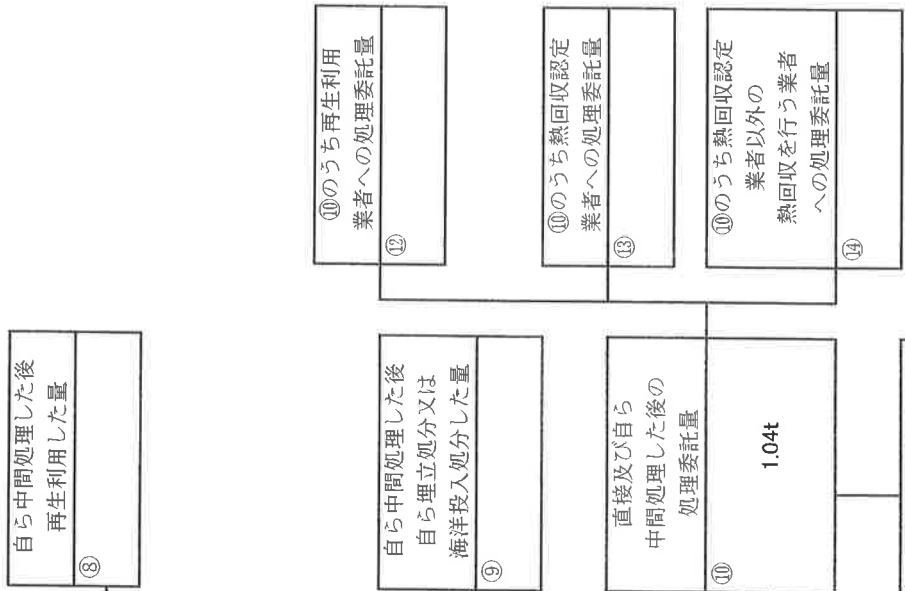 自ら中間処理した後
再生利用した量
⑧
自ら中間処理した後
自ら埋立処分又は
海洋投入処分した量
⑨
直接及び自ら
中間処理した後の
処理委託量
⑩
1.04t
⑩のうち再生利用
業者への処理委託量
⑫
⑩のうち熱回収認定
業者への処理委託量
⑬
⑩のうち熱回収認定
業者以外の
熱回収を行う業者
への処理委託量
⑭